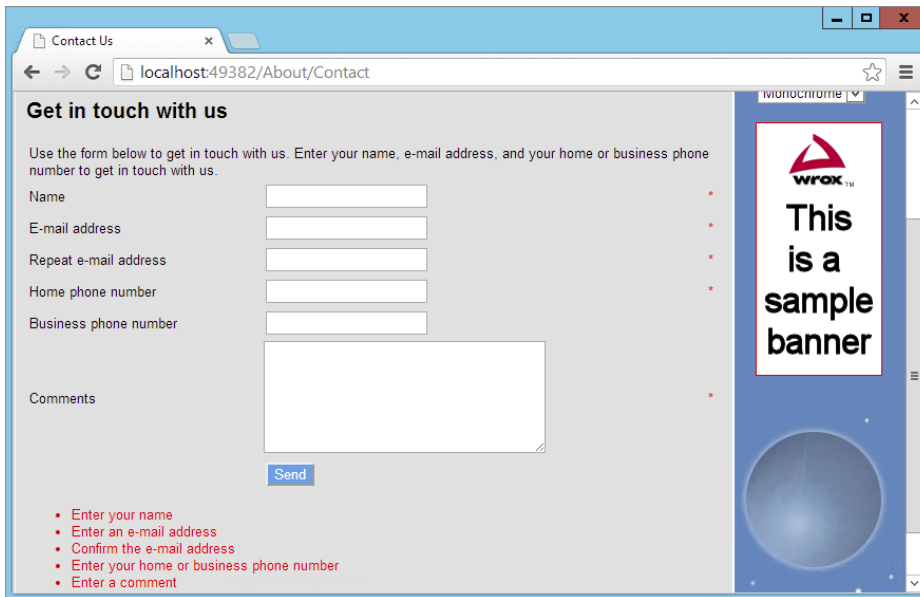 Contact Us
localhost:49382/About/Contact
Monochrome
Get in touch with us
Use the form below to get in touch with us. Enter your name, e-mail address, and your home or business phone
number to get in touch with us.
Name *
E-mail address *
Repeat e-mail address *
Home phone number *
Business phone number
Comments *
Send
• Enter your name
• Enter an e-mail address
• Confirm the e-mail address
• Enter your home or business phone number
• Enter a comment
wrox™
This
is a
sample
banner